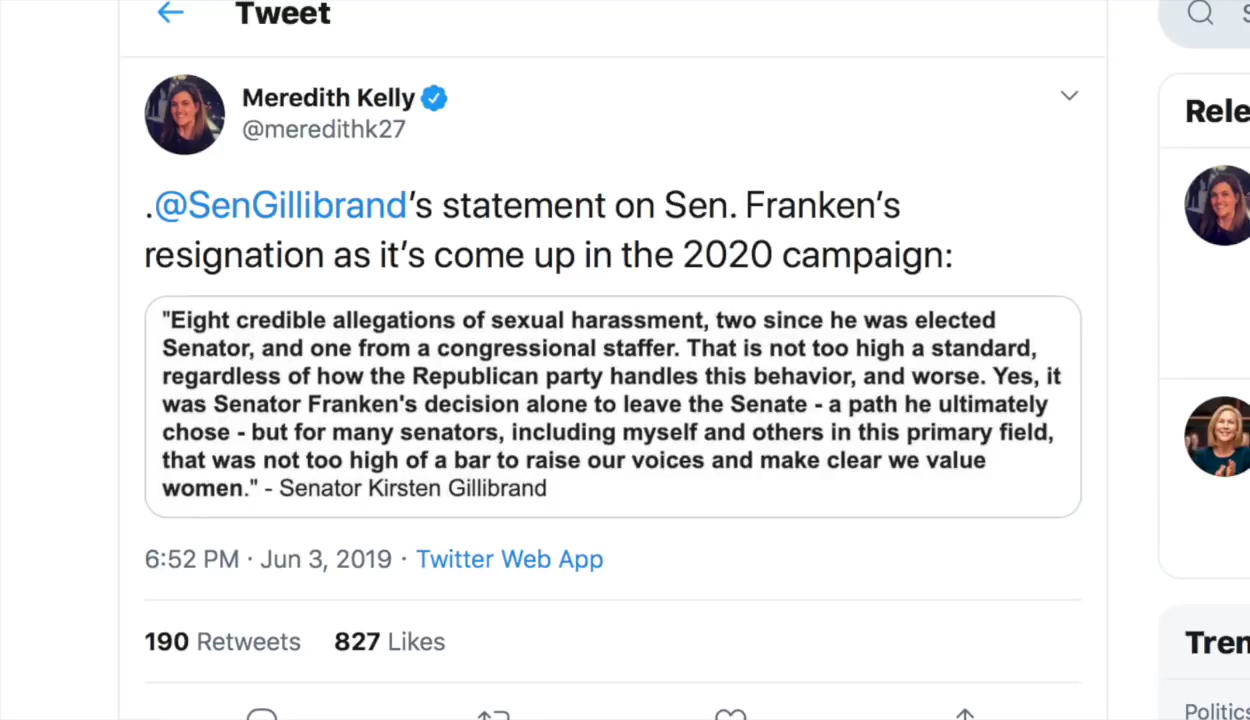 Tweet
Meredith Kelly
@meredithk27
.@SenGillibrand’s statement on Sen. Franken’s
resignation as it’s come up in the 2020 campaign:
"Eight credible allegations of sexual harassment, two since he was elected
Senator, and one from a congressional staffer. That is not too high a standard,
regardless of how the Republican party handles this behavior, and worse. Yes, it
was Senator Franken's decision alone to leave the Senate - a path he ultimately
chose - but for many senators, including myself and others in this primary field,
that was not too high of a bar to raise our voices and make clear we value
women." - Senator Kirsten Gillibrand
6:52 PM · Jun 3, 2019 · Twitter Web App
190 Retweets 827 Likes
Rele
Tren
Politics